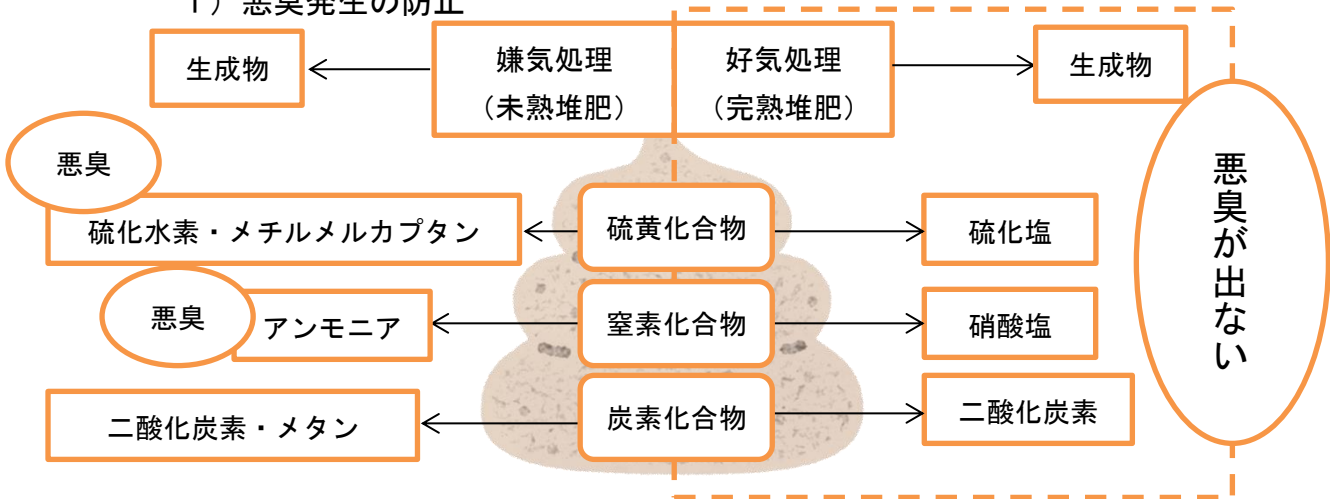 1）悪臭発生の防止
生成物
嫌気処理
（未熟堆肥）
好気処理
（完熟堆肥）
生成物
悪臭
硫化水素・メチルメルカプタン
硫黄化合物
硫化塩
悪臭
アンモニア
窒素化合物
硝酸塩
二酸化炭素・メタン
炭素化合物
二酸化炭素
悪臭が出ない